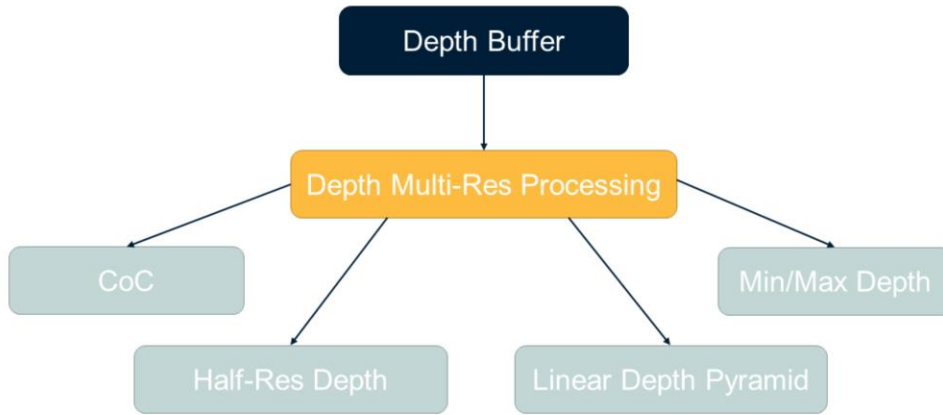 Depth Buffer
Depth Multi-Res Processing
CoC
Min/Max Depth
Half-Res Depth
Linear Depth Pyramid